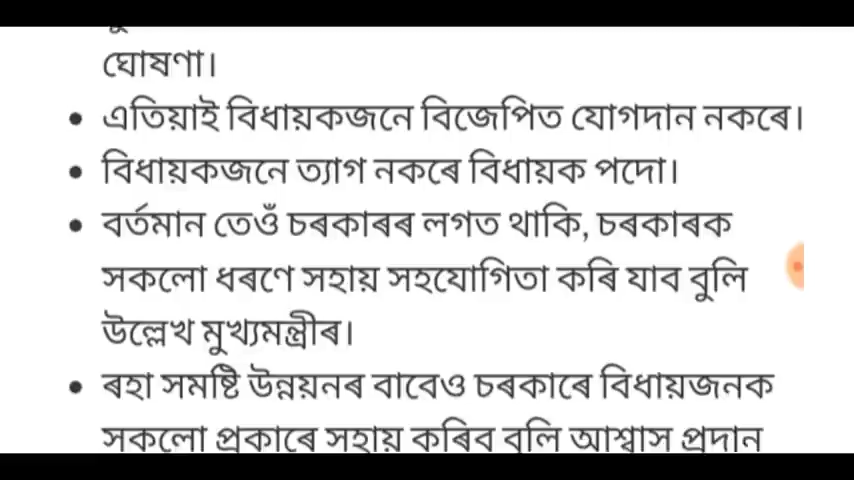 ঘোষণা।
• এতিয়াই বিধায়কজনে বিজেপিত যোগদান নকৰে।
• বিধায়কজনে ত্যাগ নকৰে বিধায়ক পদো।
• বৰ্তমান তেওঁ চৰকাৰৰ লগত থাকি, চৰকাৰক
সকলো ধৰণে সহায় সহযোগিতা কৰি যাব বুলি
উল্লেখ মুখ্যমন্ত্ৰীৰ।
• ৰহা সমষ্টি উন্নয়নৰ বাবেও চৰকাৰে বিধায়জনক
সকলো প্ৰকাৰে সহায় কৰিব বুলি আশ্বাস প্ৰদান